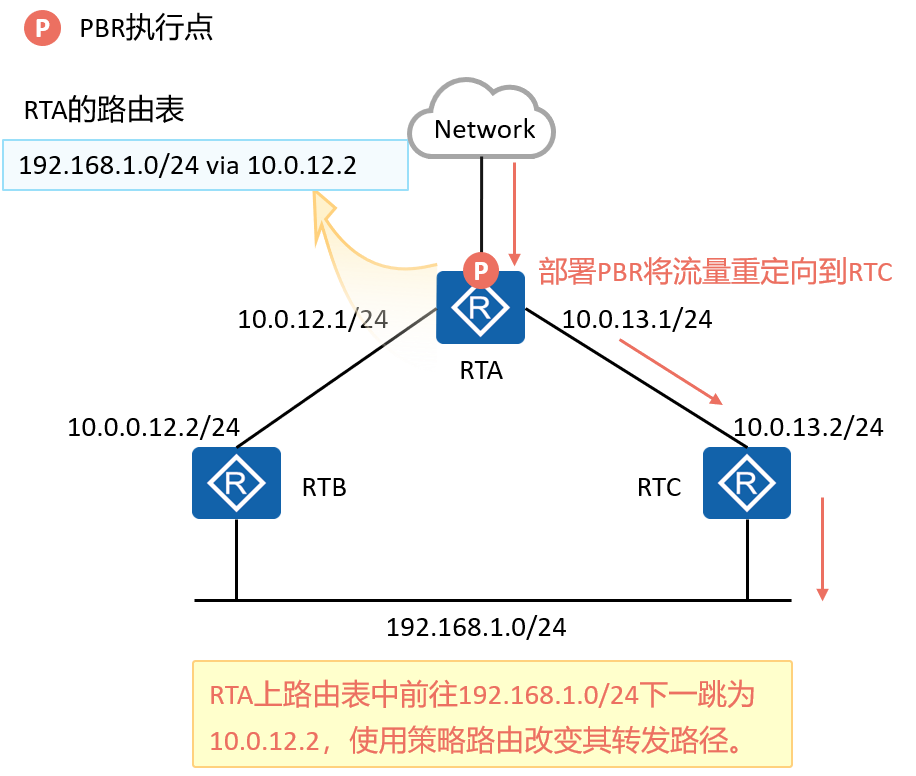 P PBR执行点
RTA的路由表
192.168.1.0/24 via 10.0.12.2
Network
P
部署PBR将流量重定向到RTC
R
10.0.12.1/24
10.0.13.1/24
RTA
10.0.0.12.2/24
10.0.13.2/24
R
RTB
RTC
R
192.168.1.0/24
RTA上路由表中前往192.168.1.0/24下一跳为
10.0.12.2，使用策略路由改变其转发路径。